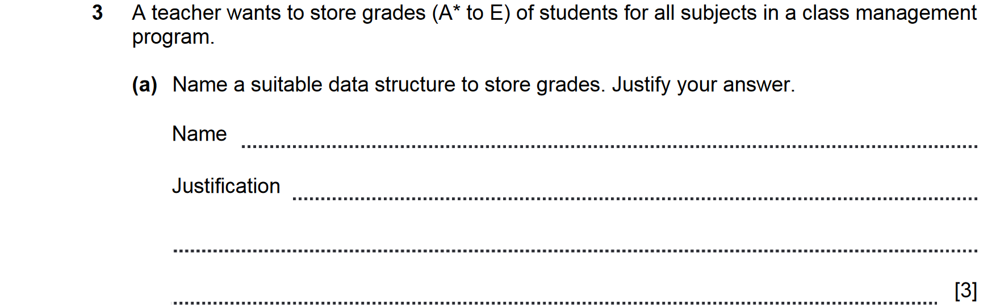 3 A teacher wants to store grades (A* to E) of students for all subjects in a class management
program.
(a) Name a suitable data structure to store grades. Justify your answer.
Name
Justification
[3]